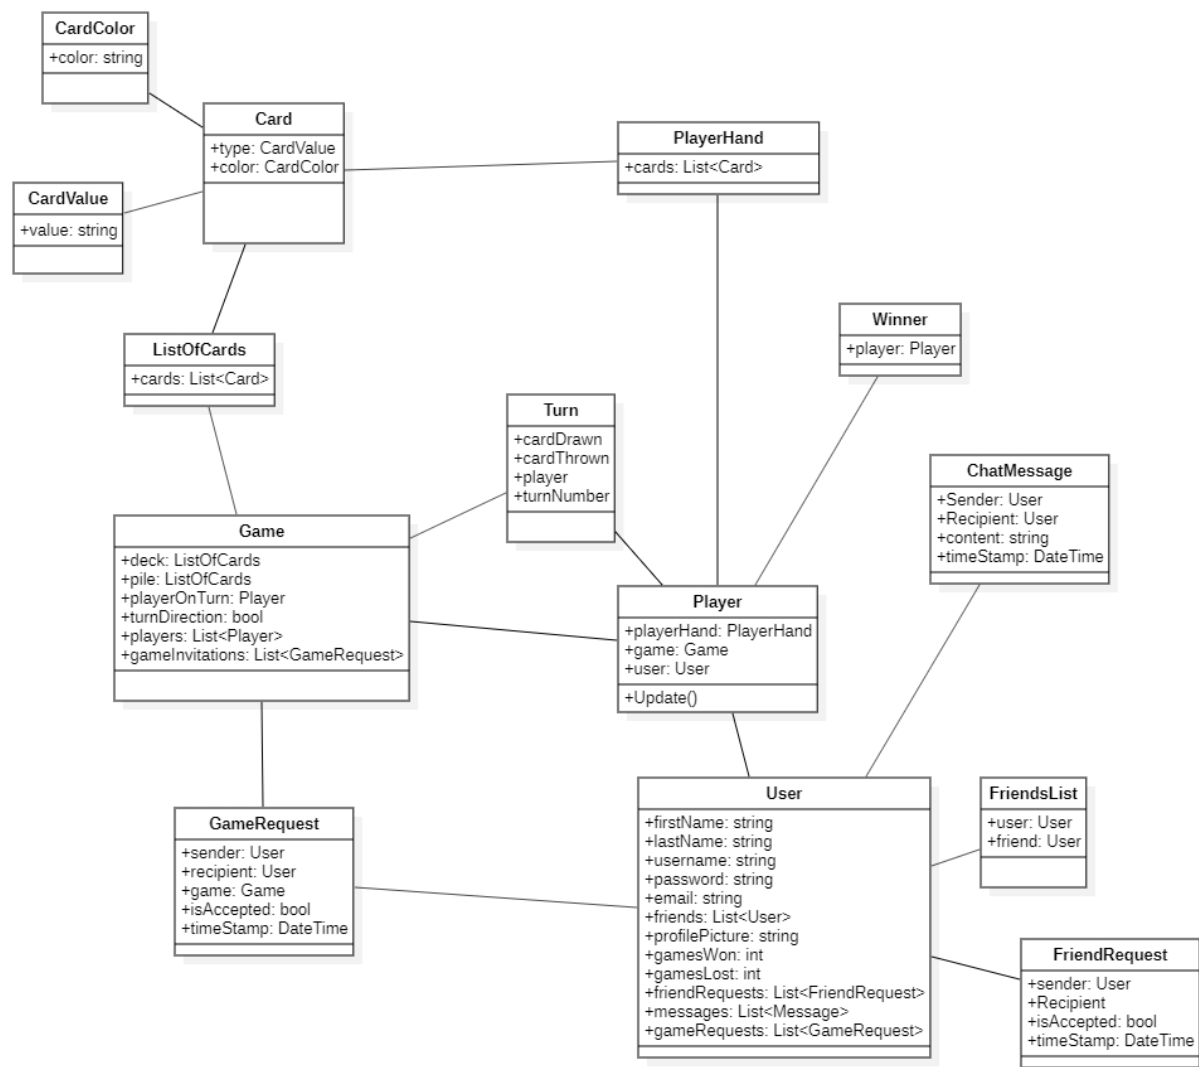 CardColor
+color: string
Card
+type: CardValue
+color: CardColor
PlayerHand
+cards: List<Card>
CardValue
+value: string
ListOfCards
+cards: List<Card>
Winner
+player: Player
Turn
+cardDrawn
+cardThrown
+player
+turnNumber
ChatMessage
+Sender: User
+Recipient: User
+content: string
+timeStamp: DateTime
Game
+deck: ListOfCards
+pile: ListOfCards
+playerOnTurn: Player
+turnDirection: bool
+players: List<Player>
+gameInvitations: List<GameRequest>
Player
+playerHand: PlayerHand
+game: Game
+user: User
+Update()
User
+firstName: string
+lastName: string
+username: string
+password: string
+email: string
+friends: List<User>
+profilePicture: string
+gamesWon: int
+gamesLost: int
+friendRequests: List<FriendRequest>
+messages: List<Message>
+gameRequests: List<GameRequest>
FriendsList
+user: User
+friend: User
GameRequest
+sender: User
+recipient: User
+game: Game
+isAccepted: bool
+timeStamp: DateTime
FriendRequest
+sender: User
+Recipient
+isAccepted: bool
+timeStamp: DateTime